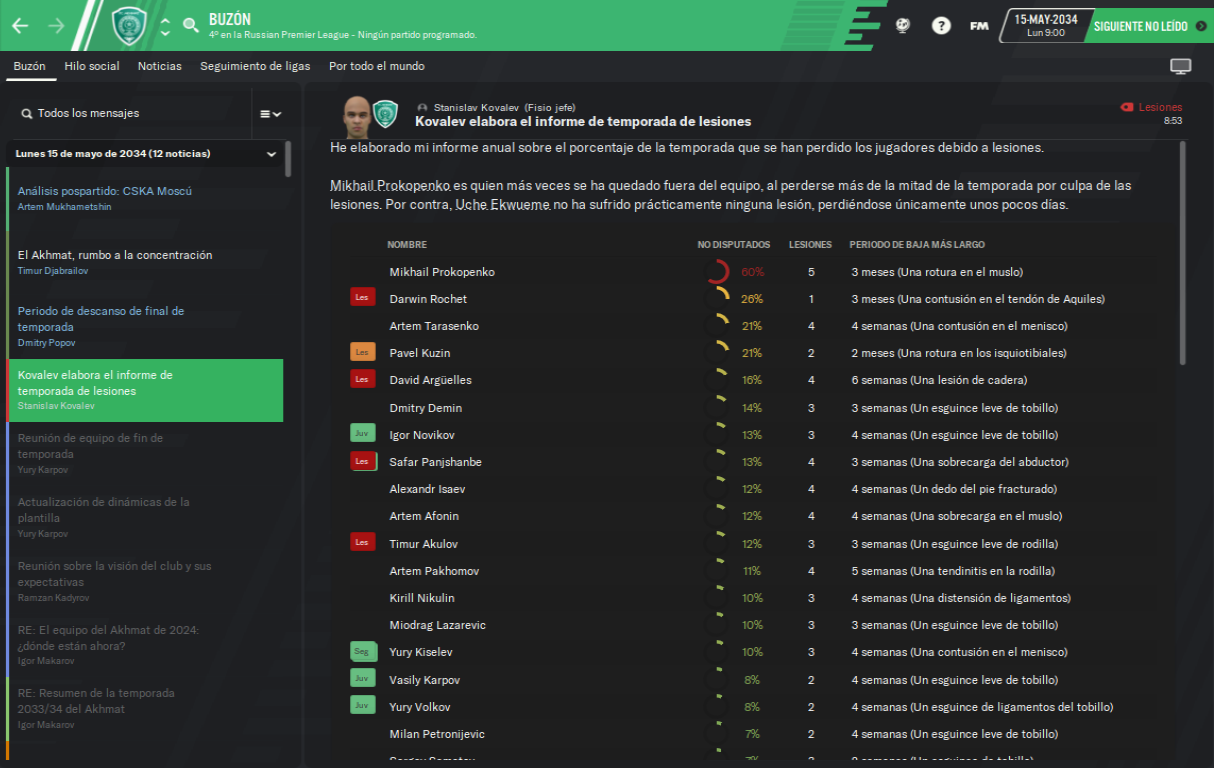 BUZÓN
4º en la Russian Premier League - Ningún partido programado.
?
FM
15-MAY-2034
Lun 9:00
SIGUIENTE NO LEÍDO
Buzón
Hilo social
Noticias
Seguimiento de ligas
Por todo el mundo
Todos los mensajes
Lunes 15 de mayo de 2034 (12 noticias)
Análisis pospartido: CSKA Moscú
Artem Mukhametshin
El Akhmat, rumbo a la concentración
Timur Djabrailov
Periodo de descanso de final de
temporada
Dmitry Popov
Kovalev elabora el informe de
temporada de lesiones
Stanislav Kovalev
Reunión de equipo de fin de
temporada
Yury Karpov
Actualización de dinámicas de la
plantilla
Yury Karpov
Reunión sobre la visión del club y sus
expectativas
Ramzan Kadyrov
RE: El equipo del Akhmat de 2024:
¿dónde están ahora?
Igor Makarov
RE: Resumen de la temporada
2033/34 del Akhmat
Igor Makarov
Stanislav Kovalev (Fisio jefe)
Kovalev elabora el informe de temporada de lesiones
Lesiones
8:53
He elaborado mi informe anual sobre el porcentaje de la temporada que se han perdido los jugadores debido a lesiones.
Mikhail Prokopenko es quien más veces se ha quedado fuera del equipo, al perderse más de la mitad de la temporada por culpa de las
lesiones. Por contra, Uche Ekwueme no ha sufrido prácticamente ninguna lesión, perdiéndose únicamente unos pocos días.
NOMBRE NO DISPUTADOS LESIONES PERIODO DE BAJA MÁS LARGO
Mikhail Prokopenko 60% 5 3 meses (Una rotura en el muslo)
Les Darwin Rochet 26% 1 3 meses (Una contusión en el tendón de Aquiles)
Artem Tarasenko 21% 4 4 semanas (Una contusión en el menisco)
Les Pavel Kuzin 21% 2 2 meses (Una rotura en los isquiotibiales)
Les David Argüelles 16% 4 6 semanas (Una lesión de cadera)
Dmitry Demin 14% 3 3 semanas (Un esguince leve de tobillo)
Juv Igor Novikov 13% 3 4 semanas (Un esguince leve de tobillo)
Les Safar Panjshanbe 13% 4 3 semanas (Una sobrecarga del abductor)
Alexandr Isaev 12% 4 4 semanas (Un dedo del pie fracturado)
Artem Afonin 12% 4 4 semanas (Una sobrecarga en el muslo)
Les Timur Akulov 12% 3 3 semanas (Un esguince leve de rodilla)
Artem Pakhomov 11% 4 5 semanas (Una tendinitis en la rodilla)
Kirill Nikulin 10% 3 4 semanas (Una distensión de ligamentos)
Miodrag Lazarevic 10% 3 3 semanas (Un esguince leve de tobillo)
Seg Yury Kiselev 10% 3 4 semanas (Una contusión en el menisco)
Juv Vasily Karpov 8% 2 4 semanas (Un esguince leve de tobillo)
Juv Yury Volkov 8% 2 4 semanas (Un esguince de ligamentos del tobillo)
Milan Petronijevic 7% 2 4 semanas (Un esguince leve de tobillo)